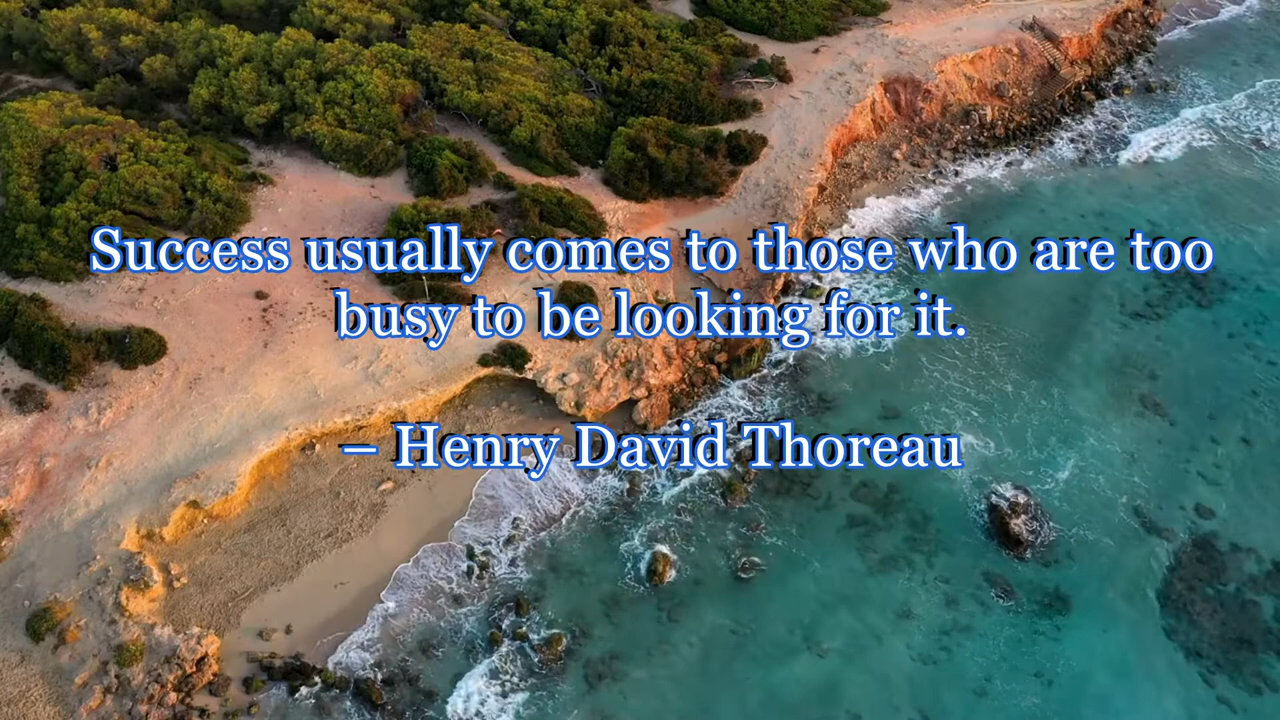 Success usually comes to those who are too
busy to be looking for it.
– Henry David Thoreau